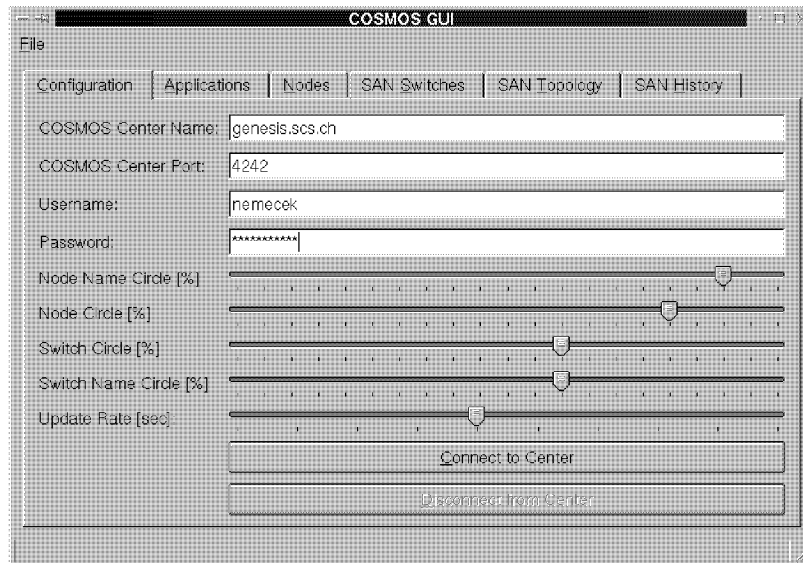 COSMOS GUI
File
Configuration Applications Nodes SAN Switches SAN Topology SAN History
COSMOS Center Name: genesis.scs.ch
COSMOS Center Port: 4242
Username: nemecek
Password: ***********
Node Name Circle [%]
Node Circle [%]
Switch Circle [%]
Switch Name Circle [%]
Update Rate [sec]
Connect to Center
Disconnect from Center